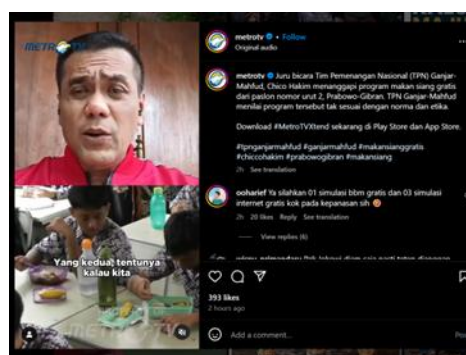 METRO TV
Yang kedua, tentunya
kalau kita
metrotv • Follow
Original audio
metrotv Juru bicara Tim Pemenangan Nasional (TPN) Ganjar-
Mahfud, Chico Hakim menanggapi program makan siang gratis
dari paslon nomor urut 2, Prabowo-Gibran. TPN Ganjar-Mahfud
menilai program tersebut tak sesuai dengan norma dan etika.
Download #MetroTVXtend sekarang di Play Store dan App Store.
#tpnganjarmahfud #ganjarmahfud #makansianggratis
#chiccohakim #prabowogibran #makansiang
2h See translation
ooharief Ya silahkan 01 simulasi bbm gratis dan 03 simulasi
internet gratis kok pada kepanasan sih
2h 20 likes Reply See translation
View replies (6)
393 likes
2 hours ago
Add a comment...